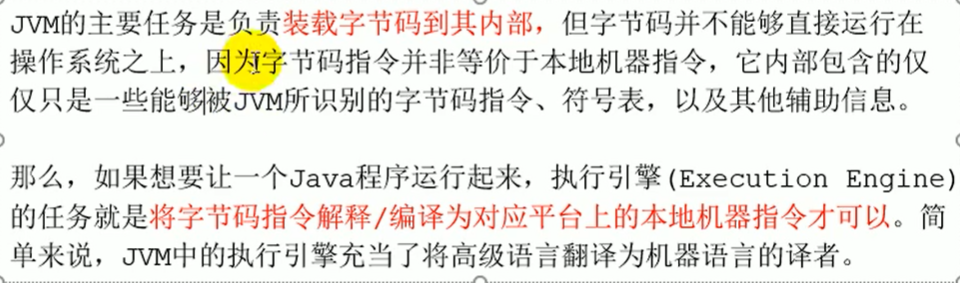 JVM的主要任务是负责装载字节码到其内部，但字节码并不能够直接运行在
操作系统之上，因为字节码指令并非等价于本地机器指令，它内部包含的仅
仅只是一些能够被JVM所识别的字节码指令、符号表，以及其他辅助信息。
那么，如果想要让一个Java程序运行起来，执行引擎(Execution Engine)
的任务就是将字节码指令解释/编译为对应平台上的本地机器指令才可以。简
单来说，JVM中的执行引擎充当了将高级语言翻译为机器语言的译者。